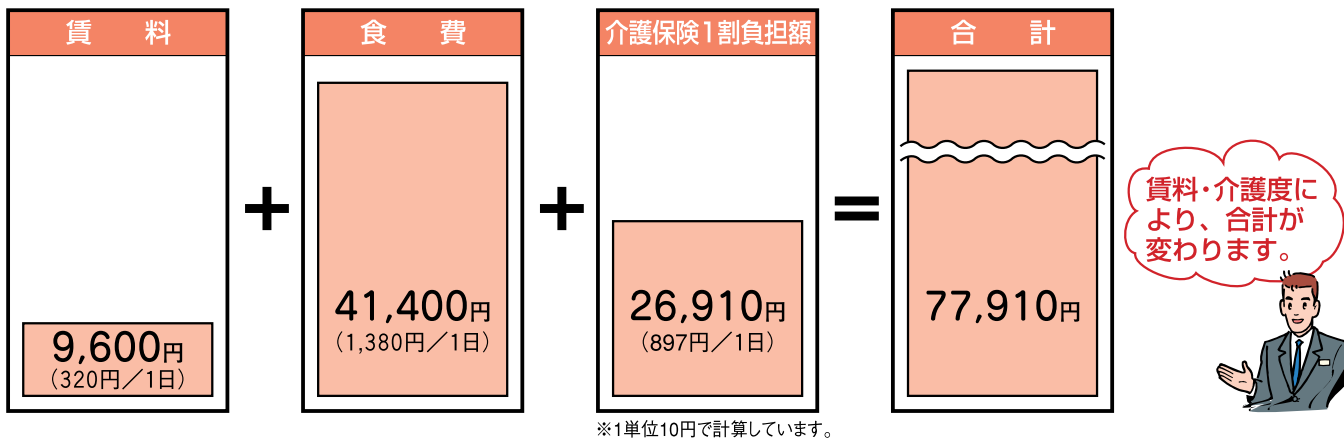 賃料
食費
介護保険1割負担額
合計
9,600円
(320円/1日)
+
41,400円
(1,380円/1日)
+
26,910円
(897円/1日)
=
77,910円
賃料・介護度に
より、合計が
変わります。
※1単位10円で計算しています。